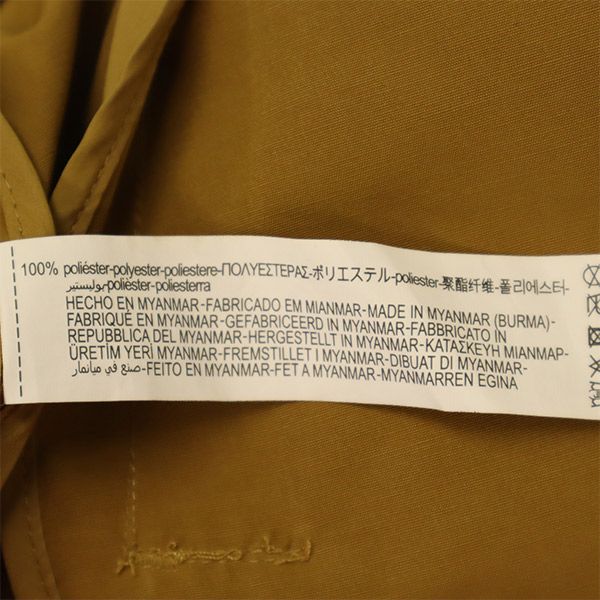 100% poliéster-polyester-poliestere-ΠΟΛΥΕΣΤΕΡΑΣ-ポリエステル-poliester-聚酯纤维-폴리에스터-
بوليستير-poliéster-poliesterra
HECHO EN MYANMAR-FABRICADO EM MIANMAR-MADE IN MYANMAR (BURMA)-
FABRIQUÉ EN MYANMAR-GEFABRICEERD IN MYANMAR-FABBRICATO IN
REPUBBLICA DEL MYANMAR-HERGESTELLT IN MYANMAR-ΚΑΤΑΣΚΕΥΗ ΜΙΑΝΜΑΡ-
ÜRETİM YERİ MYANMAR-FREMSTILLET I MYANMAR-DIBUAT DI MYANMAR-
صنع في ميانمار-FEITO EN MYANMAR-FET A MYANMAR-MYANMARREN EGINA